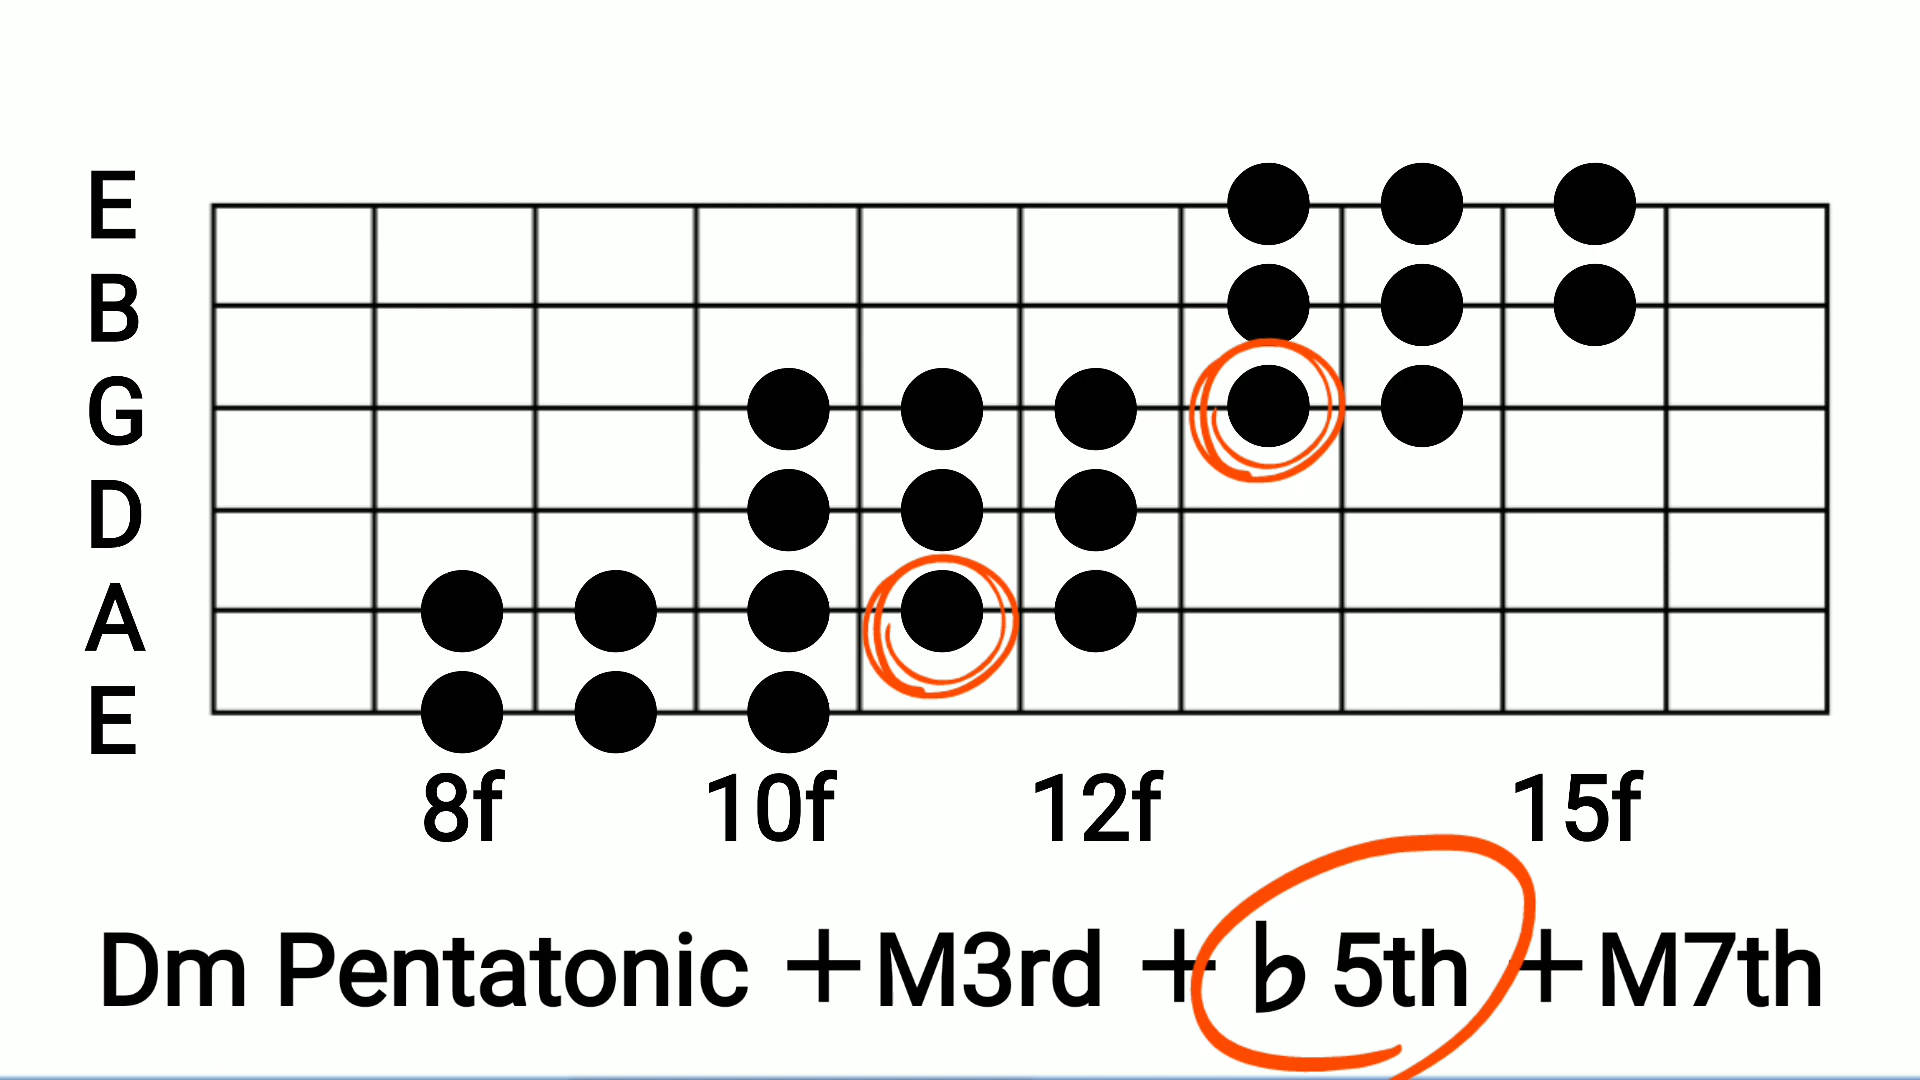 E
B
G
D
A
E
8f 10f 12f 15f
Dm Pentatonic +M3rd +♭5th +M7th